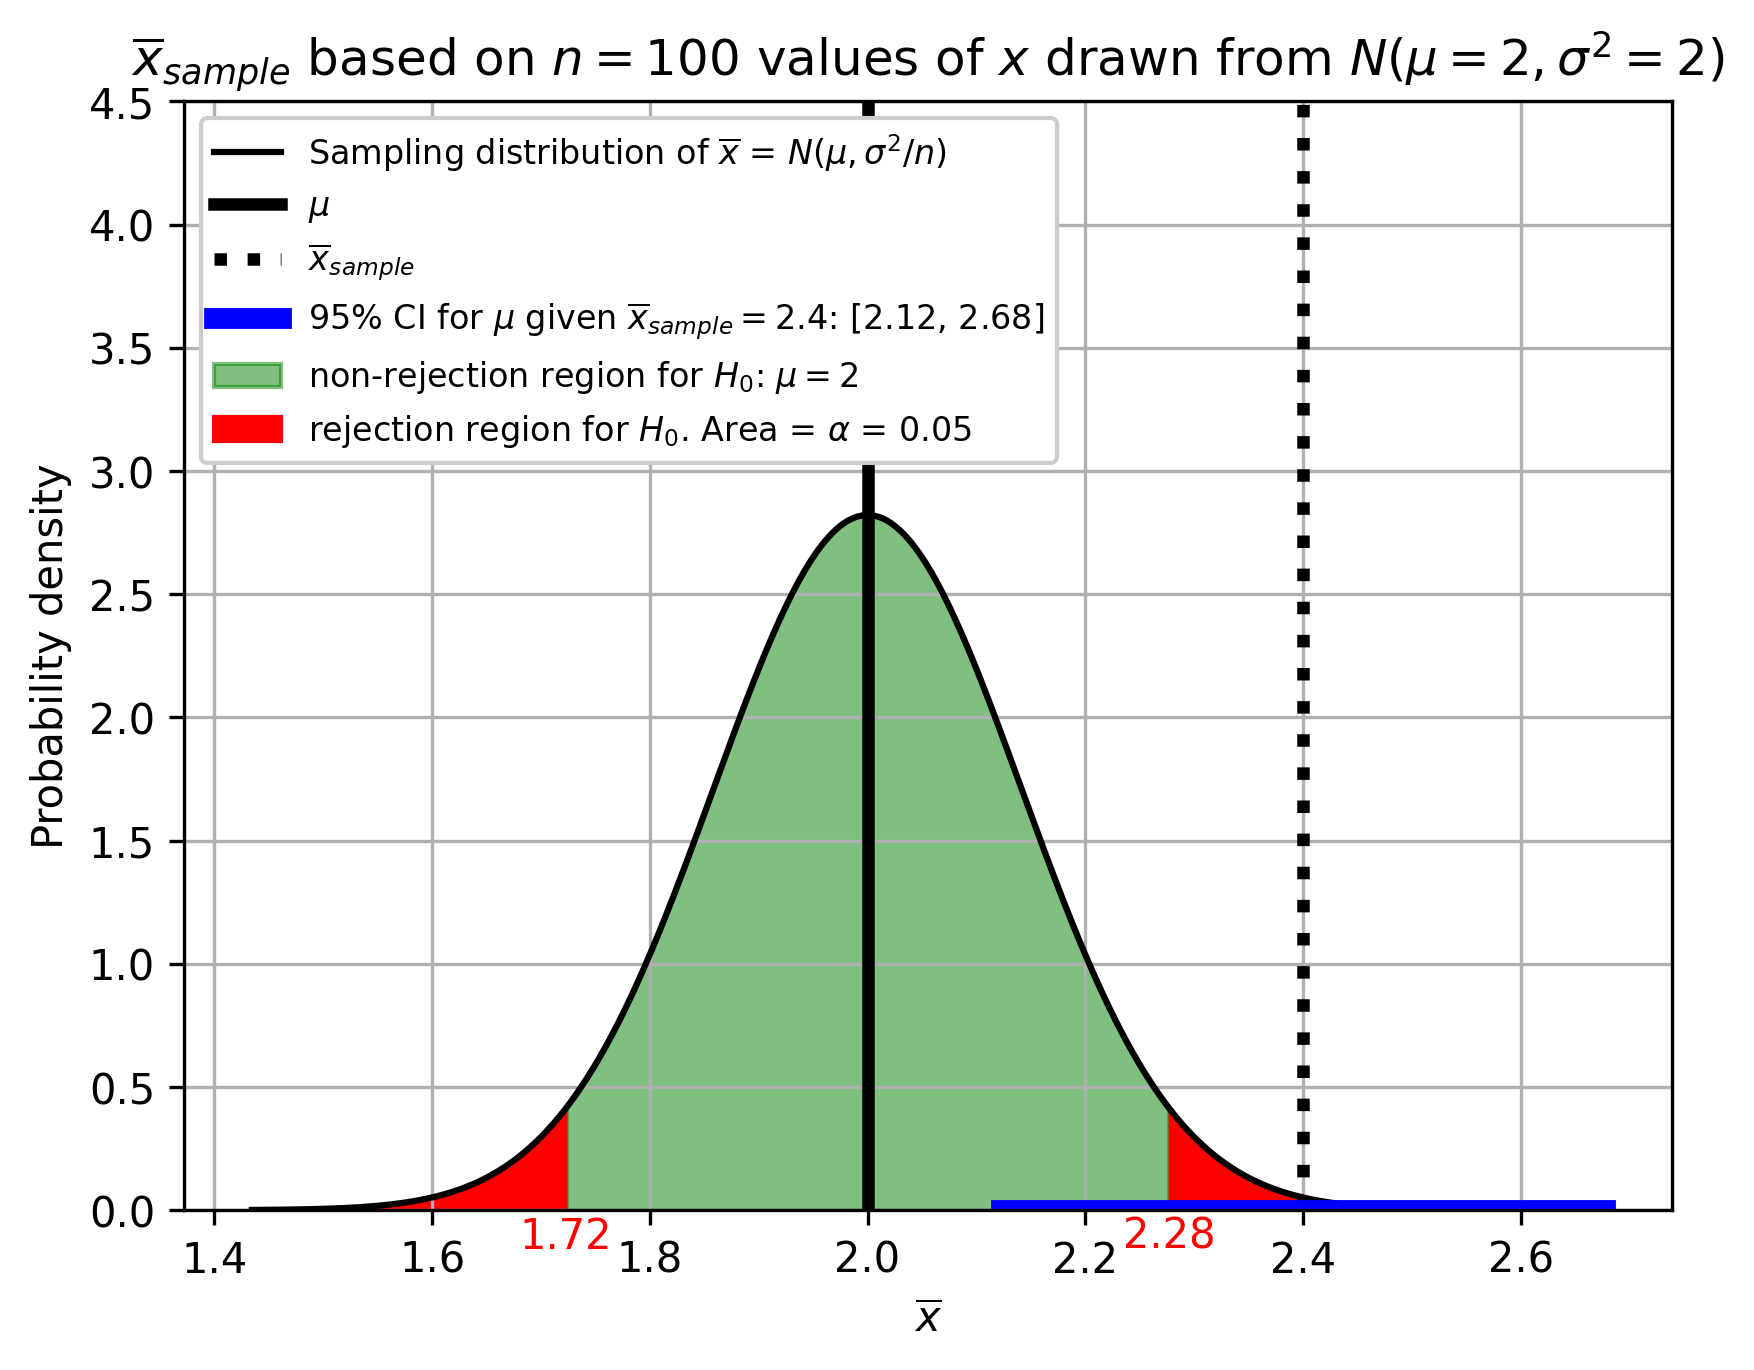 x̅sample based on n = 100 values of x drawn from N(μ = 2, σ² = 2)
4.5
4.0
3.5
3.0
2.5
2.0
1.5
1.0
0.5
0.0
Probability density
Sampling distribution of x̅ = N(μ, σ²/n)
μ
x̅sample
95% CI for μ given x̅sample = 2.4: [2.12, 2.68]
non-rejection region for H₀: μ = 2
rejection region for H₀. Area = α = 0.05
1.72 2.28
1.4 1.6 1.8 2.0 2.2 2.4 2.6
x̅